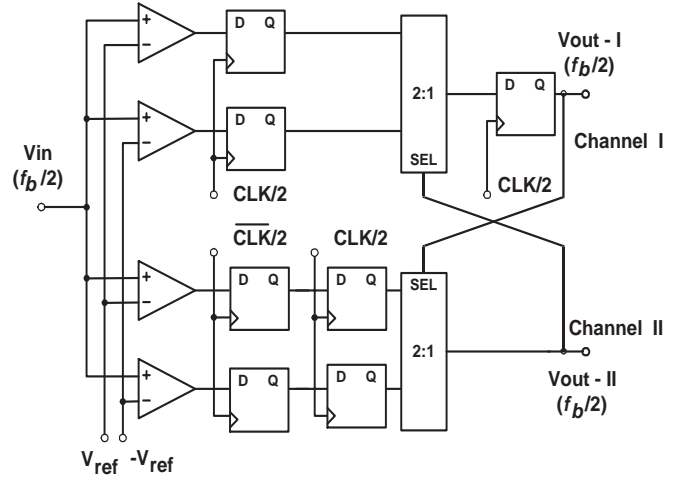 +
−
D Q
Vout - I
(fb/2)
2:1
D Q
+
−
D Q
Channel I
SEL
Vin
(fb/2)
CLK/2
CLK/2
CLK/2
CLK/2
+
−
D Q
D Q
SEL
2:1
Channel II
+
−
D Q
D Q
Vout - II
(fb/2)
Vref -Vref